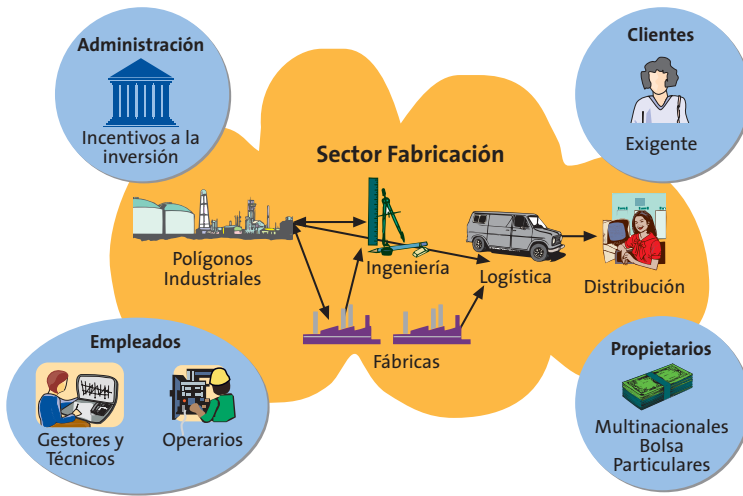 Administración
Incentivos a la
inversión
Clientes
Exigente
Sector Fabricación
Polígonos
Industriales
Ingeniería
Logística
Distribución
Fábricas
Empleados
Gestores y
Técnicos
Operarios
Propietarios
Multinacionales
Bolsa
Particulares